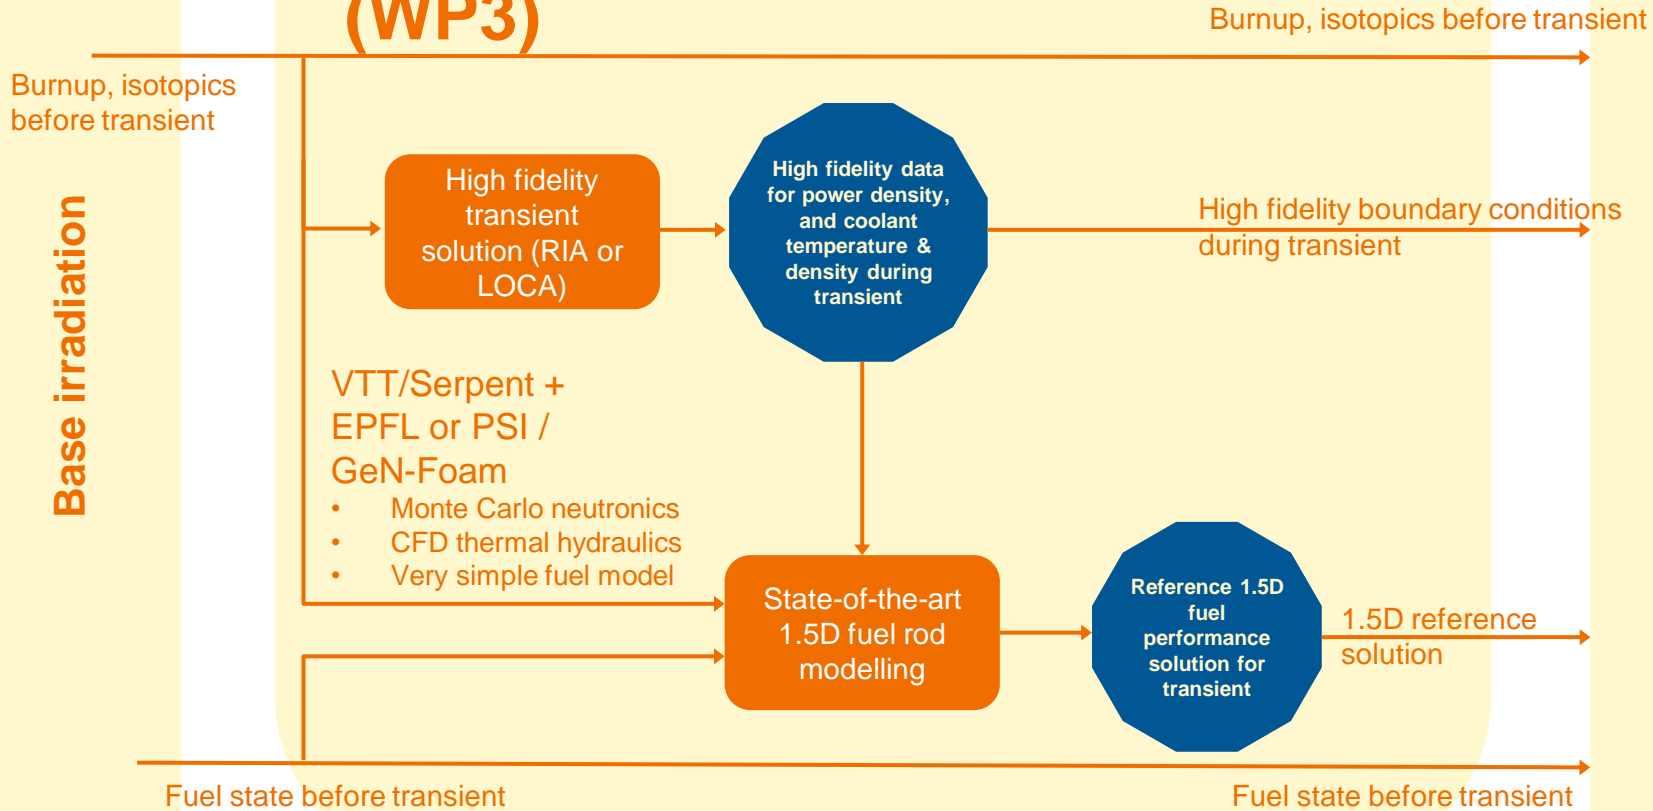 (WP3)
Burnup, isotopics before transient
Burnup, isotopics
before transient
High fidelity
transient
solution (RIA or
LOCA)
High fidelity data
for power density,
and coolant
temperature &
density during
transient
High fidelity boundary conditions
during transient
Base irradiation
VTT/Serpent +
EPFL or PSI /
GeN-Foam
• Monte Carlo neutronics
• CFD thermal hydraulics
• Very simple fuel model
State-of-the-art
1.5D fuel rod
modelling
Reference 1.5D
fuel
performance
solution for
transient
1.5D reference
solution
Fuel state before transient
Fuel state before transient